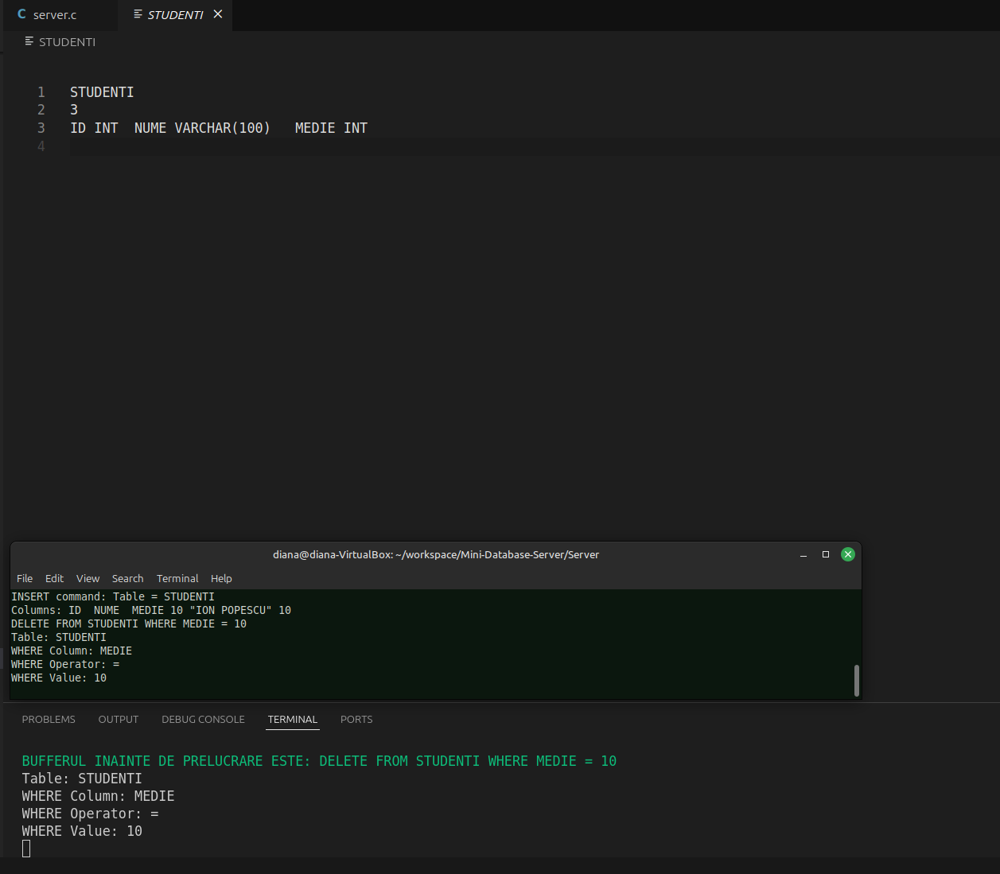 server.c STUDENTI
STUDENTI
1 STUDENTI
2 3
3 ID INT  NUME VARCHAR(100)   MEDIE INT
4
diana@diana-VirtualBox: ~/workspace/Mini-Database-Server/Server
File Edit View Search Terminal Help
INSERT command: Table = STUDENTI
Columns: ID  NUME  MEDIE 10 "ION POPESCU" 10
DELETE FROM STUDENTI WHERE MEDIE = 10
Table: STUDENTI
WHERE Column: MEDIE
WHERE Operator: =
WHERE Value: 10
PROBLEMS OUTPUT DEBUG CONSOLE TERMINAL PORTS
BUFFERUL INAINTE DE PRELUCRARE ESTE: DELETE FROM STUDENTI WHERE MEDIE = 10
Table: STUDENTI
WHERE Column: MEDIE
WHERE Operator: =
WHERE Value: 10